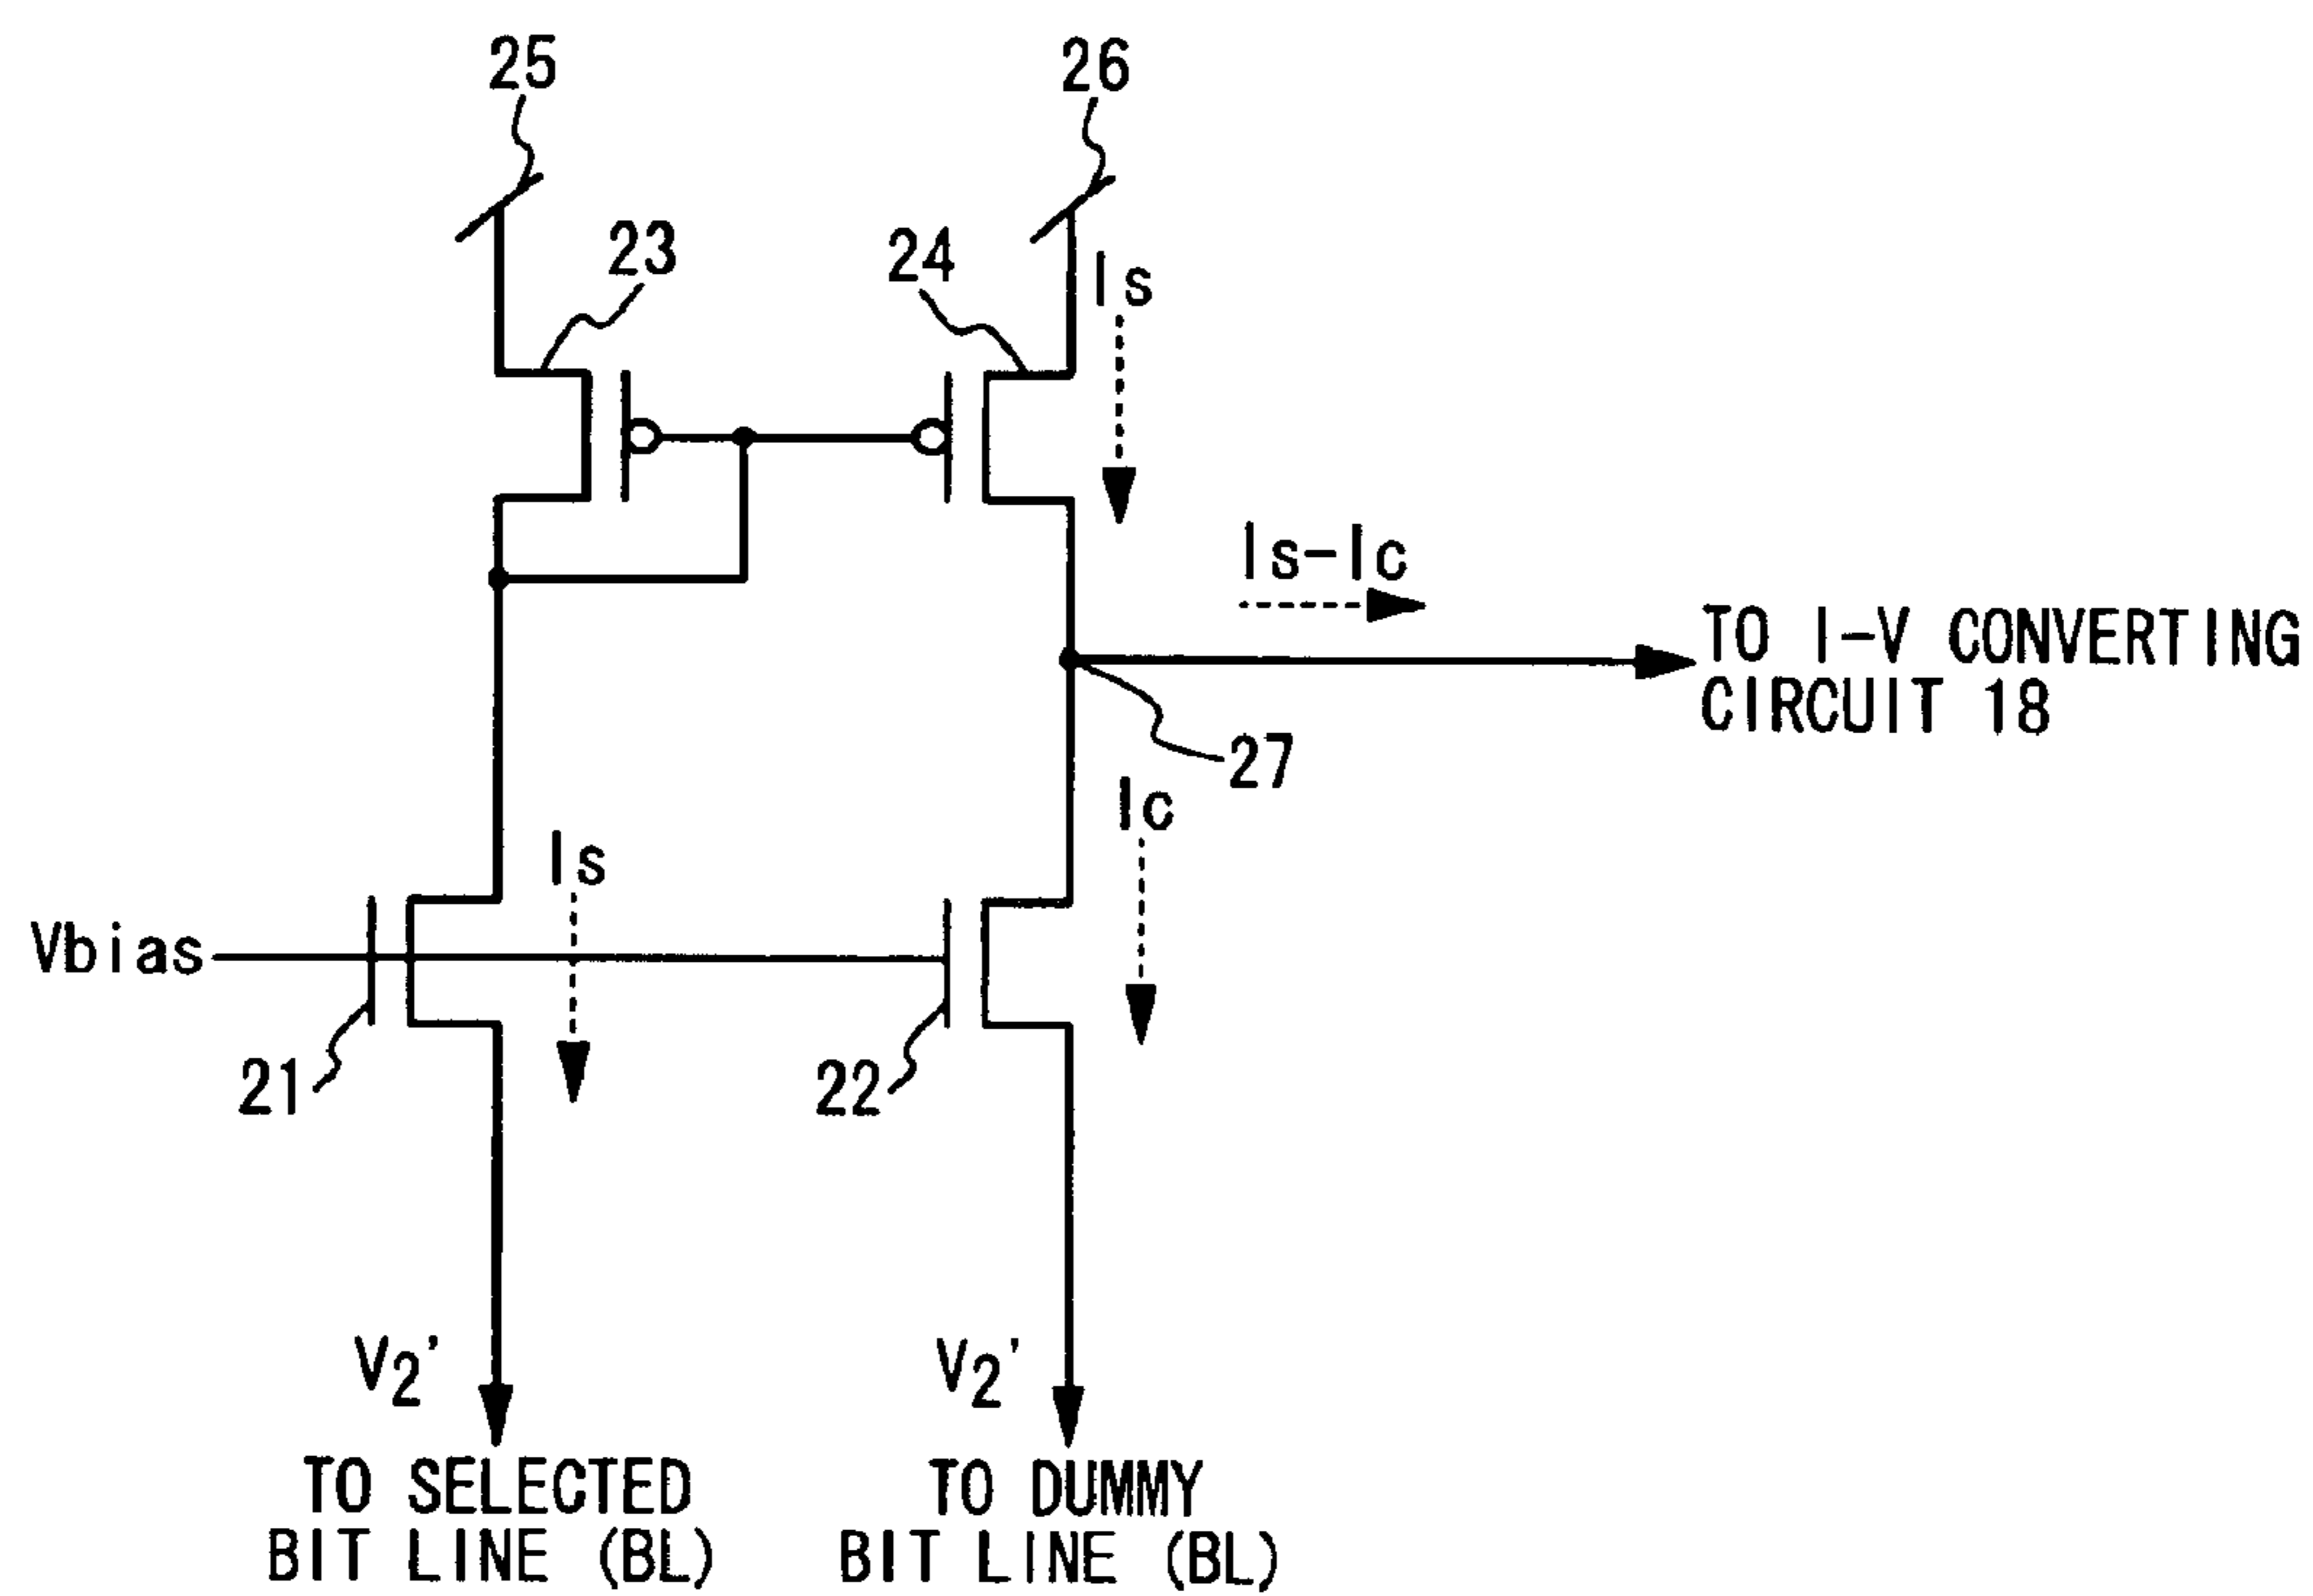 25
26
23
24
Is
Is-Ic
TO I-V CONVERTING
CIRCUIT 18
27
Ic
Is
Vbias
21
22
V2'
V2'
TO SELECTED
BIT LINE (BL)
TO DUMMY
BIT LINE (BL)